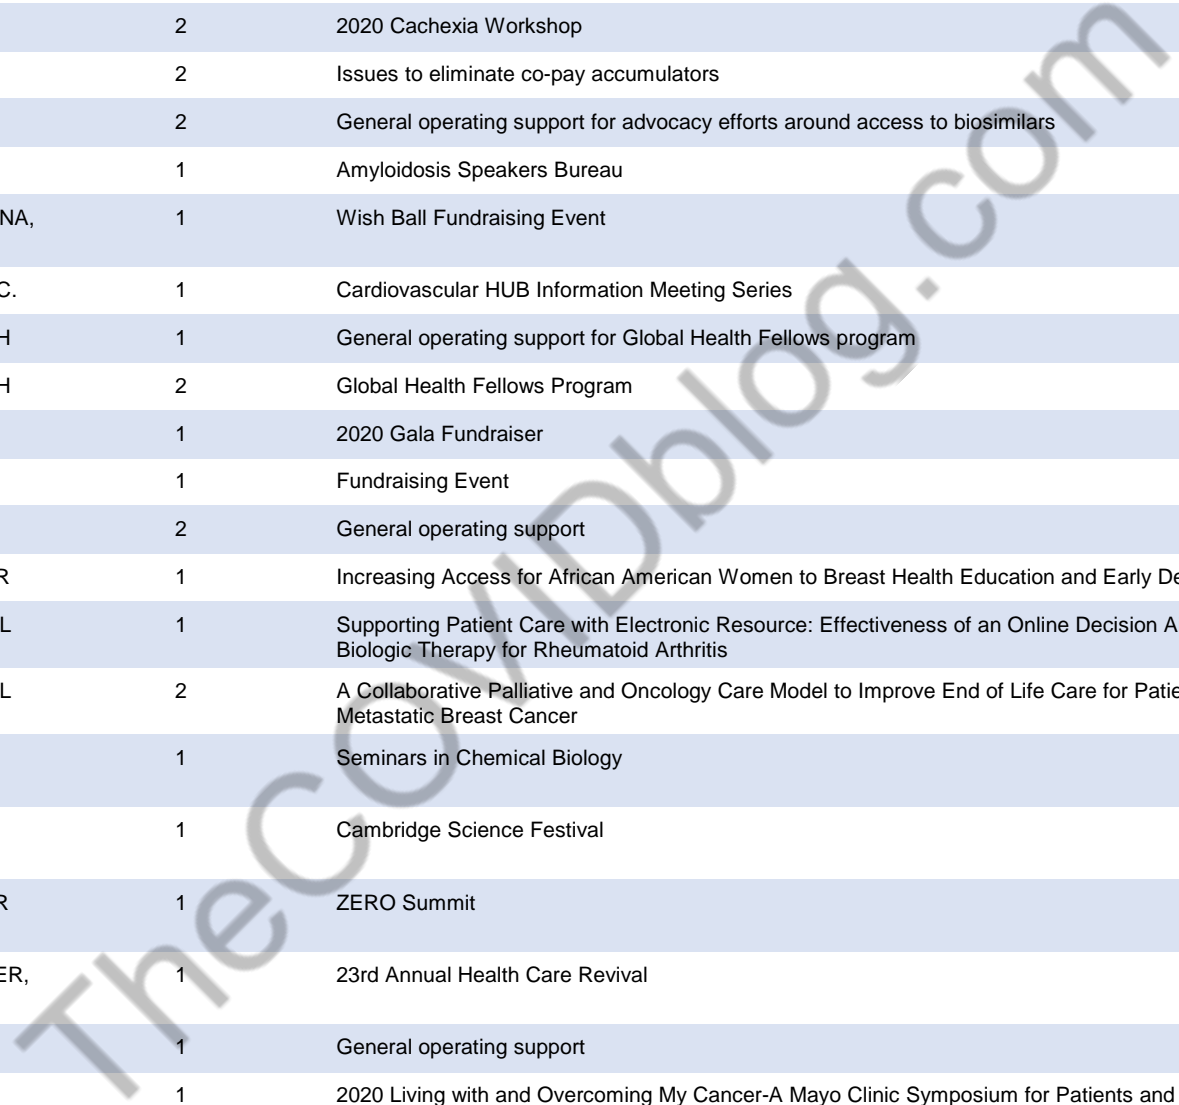 2 2020 Cachexia Workshop
2 Issues to eliminate co-pay accumulators
2 General operating support for advocacy efforts around access to biosimilars
1 Amyloidosis Speakers Bureau
NA, 1 Wish Ball Fundraising Event
C. 1 Cardiovascular HUB Information Meeting Series
H 1 General operating support for Global Health Fellows program
H 2 Global Health Fellows Program
1 2020 Gala Fundraiser
1 Fundraising Event
2 General operating support
R 1 Increasing Access for African American Women to Breast Health Education and Early De
L 1 Supporting Patient Care with Electronic Resource: Effectiveness of an Online Decision A
Biologic Therapy for Rheumatoid Arthritis
L 2 A Collaborative Palliative and Oncology Care Model to Improve End of Life Care for Patie
Metastatic Breast Cancer
1 Seminars in Chemical Biology
1 Cambridge Science Festival
R 1 ZERO Summit
ER, 1 23rd Annual Health Care Revival
1 General operating support
1 2020 Living with and Overcoming My Cancer-A Mayo Clinic Symposium for Patients and
TheCOVIDblog.com